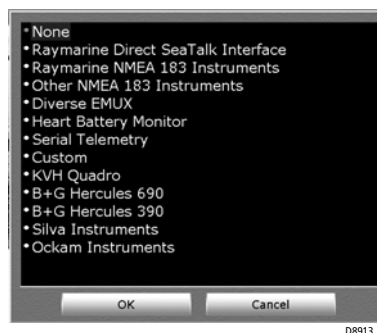 • None
• Raymarine Direct SeaTalk Interface
• Raymarine NMEA 183 Instruments
• Other NMEA 183 Instruments
• Diverse EMUX
• Heart Battery Monitor
• Serial Telemetry
• Custom
• KVH Quadro
• B+G Hercules 690
• B+G Hercules 390
• Silva Instruments
• Ockam Instruments
OK Cancel
D8913